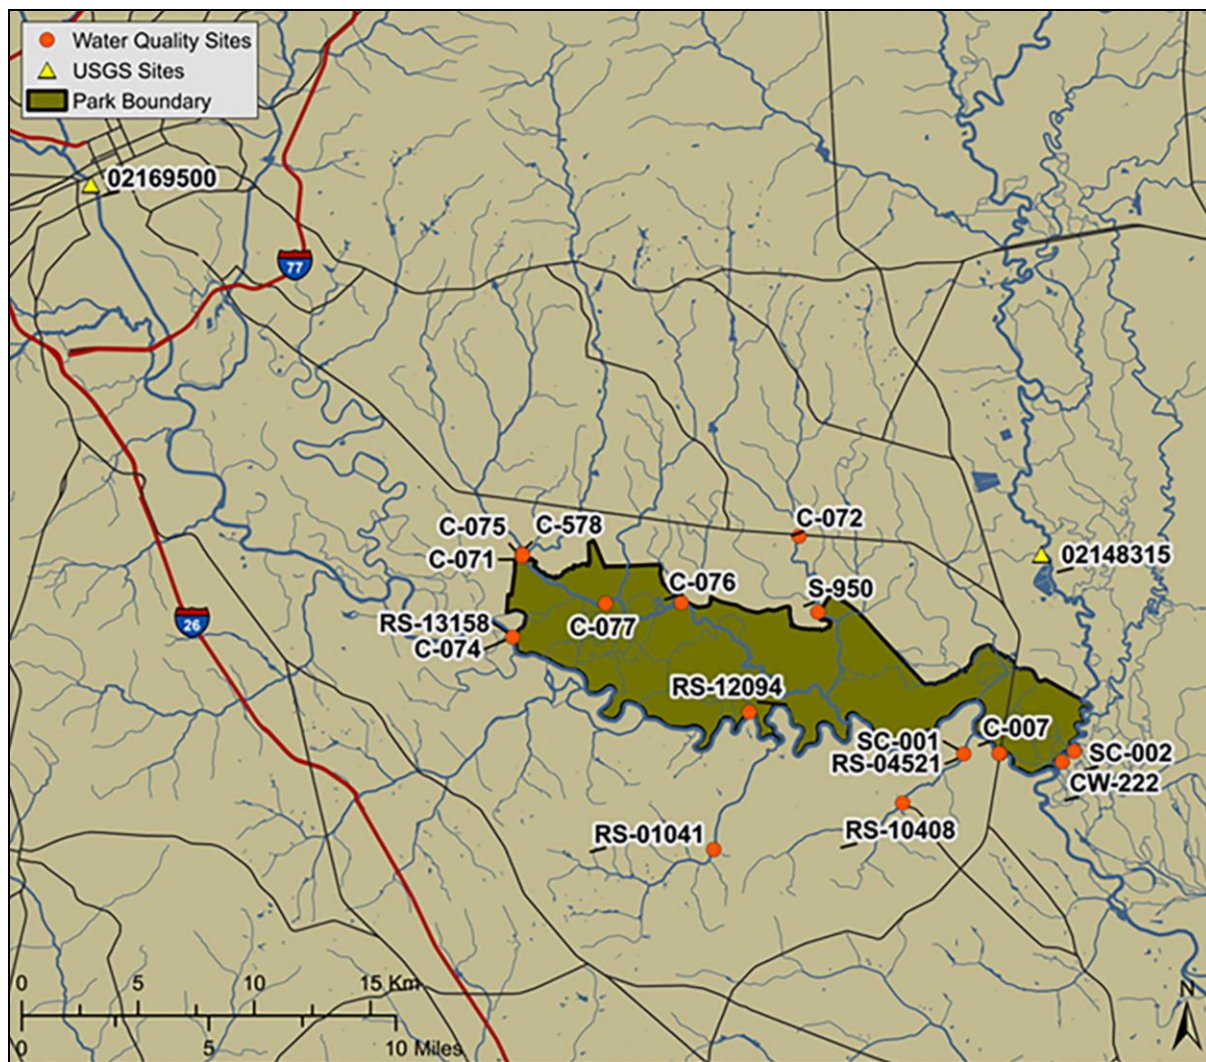 Water Quality Sites
USGS Sites
Park Boundary
02169500
77
C-075
C-578
C-071
C-072
02148315
C-076
S-950
RS-13158
C-074
C-077
26
RS-12094
SC-001
C-007
RS-04521
SC-002
CW-222
RS-01041
RS-10408
0 5 10 15 Km
0 5 10 Miles
N